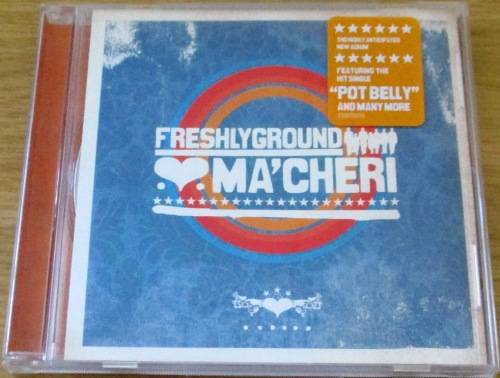 THE HIGHLY ANTICIPATED
NEW ALBUM
FEATURING THE
HIT SINGLE
"POT BELLY"
AND MANY MORE
FRESHLYGROUND
MA'CHERI